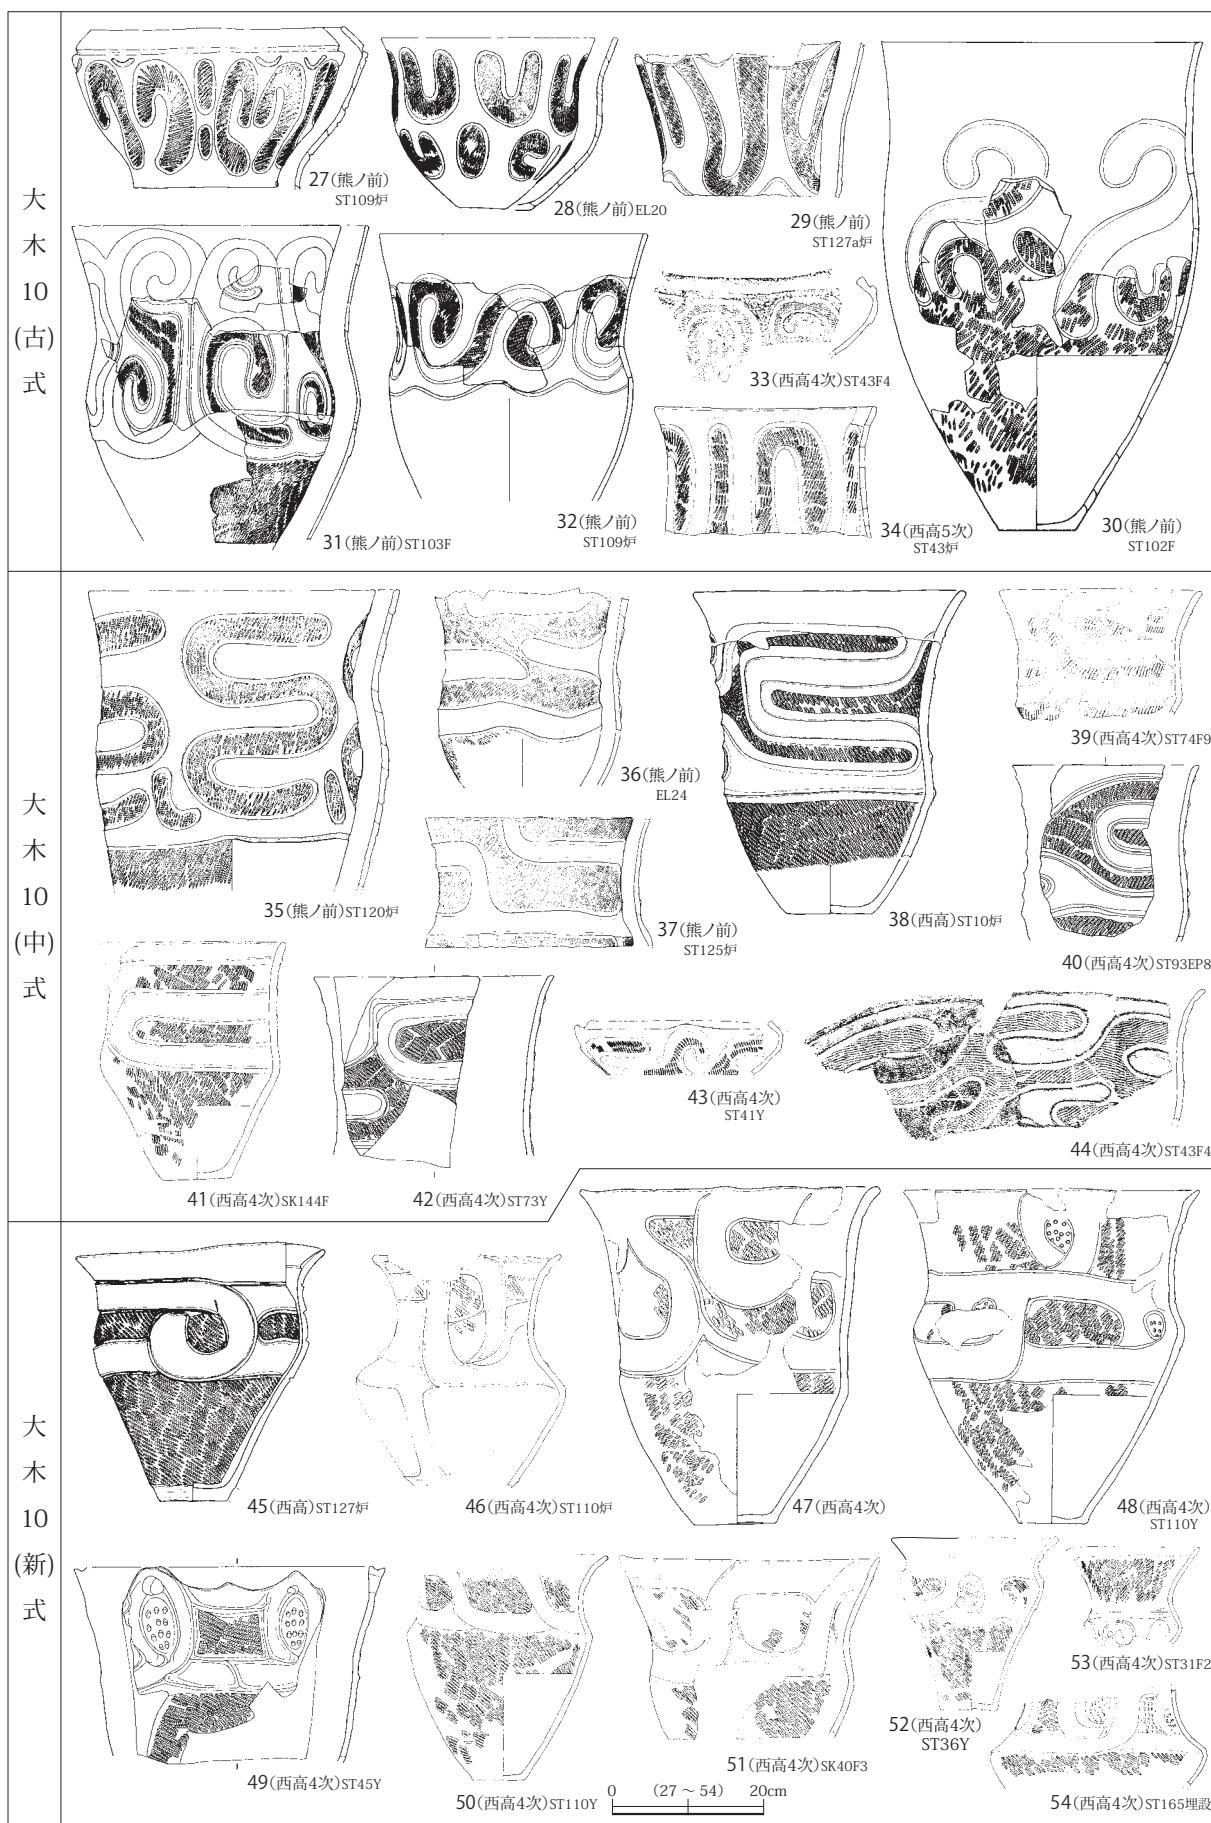 大木10(古)式
27(熊ノ前)
ST109炉
28(熊ノ前)EL20
29(熊ノ前)
ST127a炉
30(熊ノ前)
ST102F
31(熊ノ前)ST103F
32(熊ノ前)
ST109炉
33(西高4次)ST43F4
34(西高5次)
ST43炉
大木10(中)式
35(熊ノ前)ST120炉
36(熊ノ前)
EL24
37(熊ノ前)
ST125炉
38(西高)ST10炉
39(西高4次)ST74F9
40(西高4次)ST93EP8
41(西高4次)SK144F
42(西高4次)ST73Y
43(西高4次)
ST41Y
44(西高4次)ST43F4
大木10(新)式
45(西高)ST127炉
46(西高4次)ST110炉
47(西高4次)
48(西高4次)
ST110Y
49(西高4次)ST45Y
50(西高4次)ST110Y
51(西高4次)SK40F3
52(西高4次)
ST36Y
53(西高4次)ST31F2
54(西高4次)ST165埋設
0 (27～54) 20cm